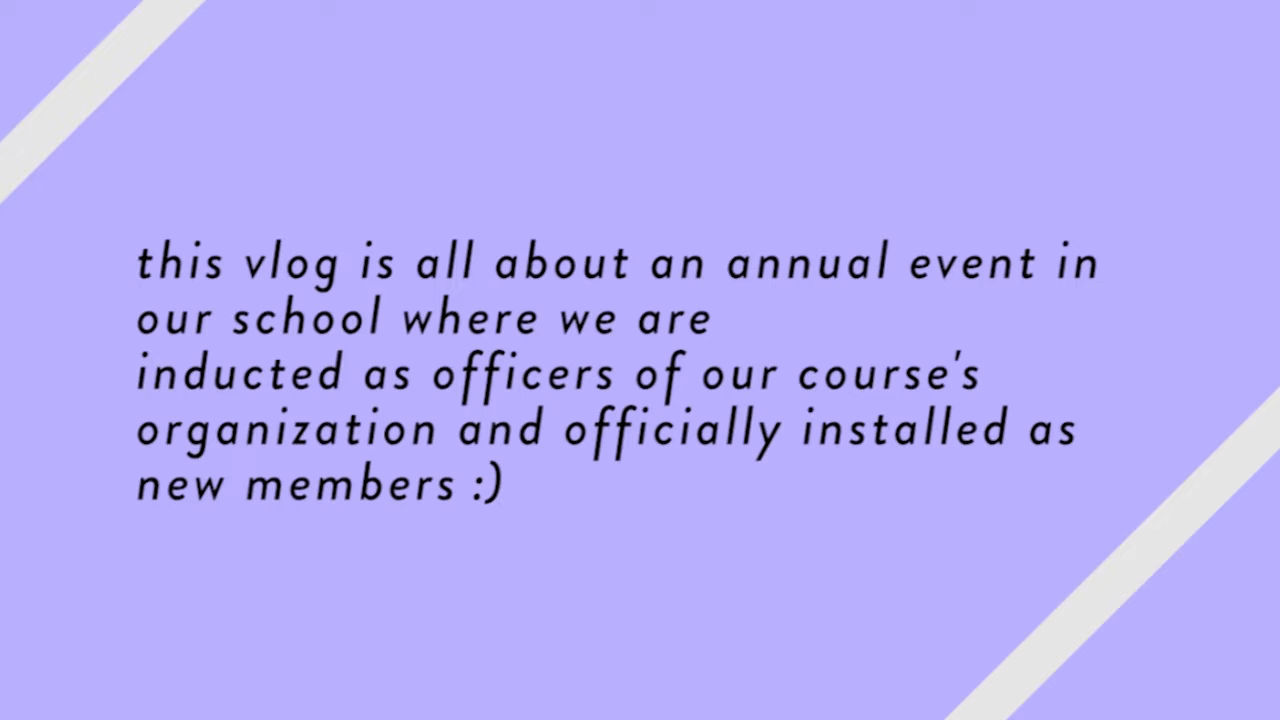 this vlog is all about an annual event in
our school where we are
inducted as officers of our course's
organization and officially installed as
new members :)